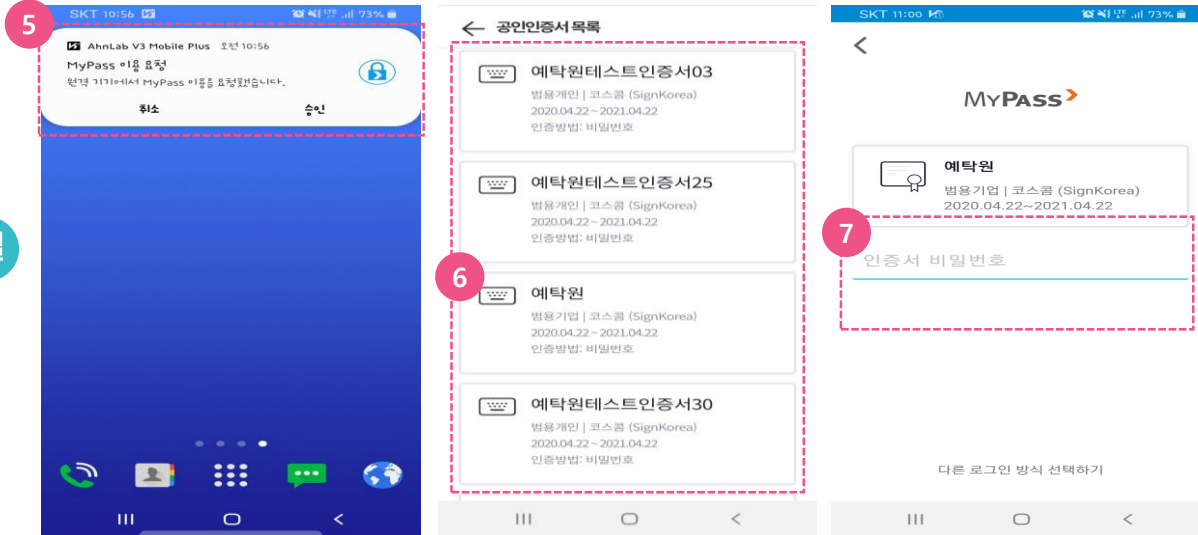 5
SKT 10:56
73%
AhnLab V3 Mobile Plus 오전 10:56
MyPass 이용 요청
원격 기기에서 MyPass 이용을 요청했습니다.
취소 승인
6
공인인증서 목록
예탁원테스트인증서03
범용개인 | 코스콤 (SignKorea)
2020.04.22~2021.04.22
인증방법: 비밀번호
예탁원테스트인증서25
범용개인 | 코스콤 (SignKorea)
2020.04.22~2021.04.22
인증방법: 비밀번호
예탁원
범용기업 | 코스콤 (SignKorea)
2020.04.22~2021.04.22
인증방법: 비밀번호
예탁원테스트인증서30
범용개인 | 코스콤 (SignKorea)
2020.04.22~2021.04.22
인증방법: 비밀번호
SKT 11:00
73%
MYPASS
예탁원
범용기업 | 코스콤 (SignKorea)
2020.04.22~2021.04.22
7
인증서 비밀번호
다른 로그인 방식 선택하기